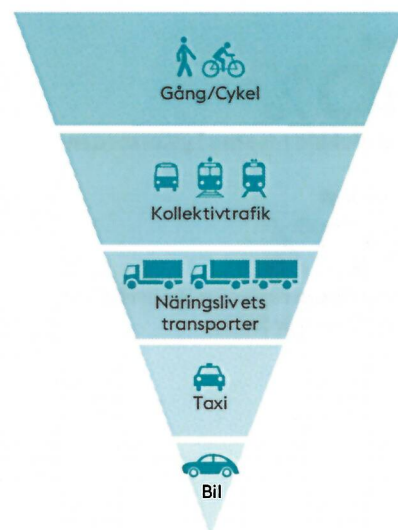 Gång/Cykel
Kollektivtrafik
Näringslivets
transporter
Taxi
Bil